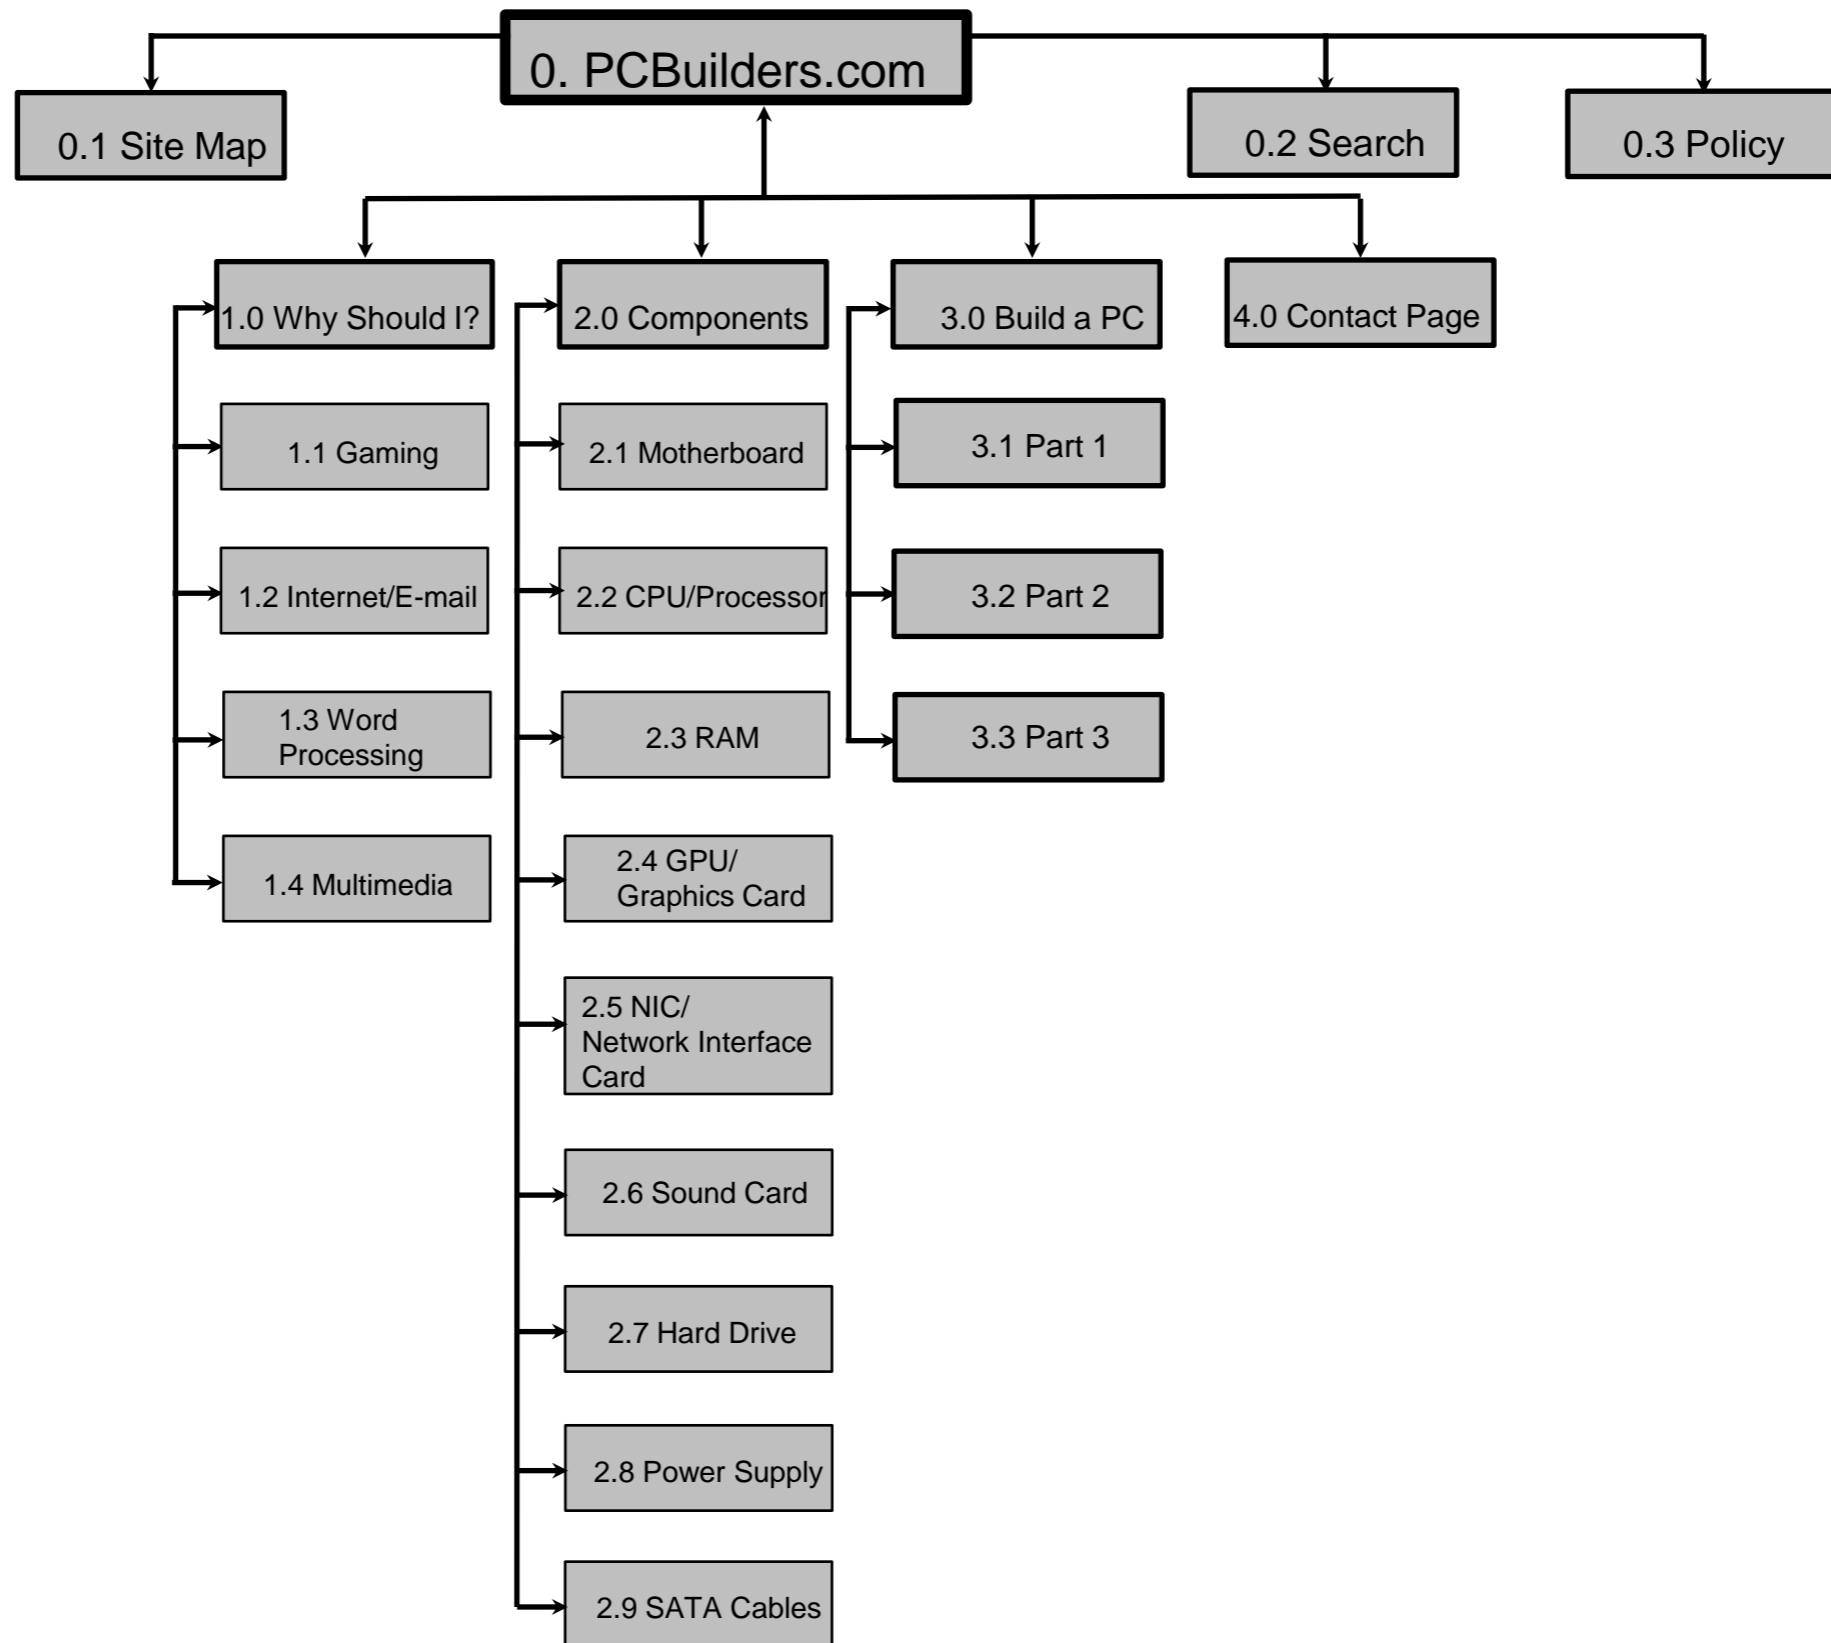 0. PCBuilders.com
0.1 Site Map
0.2 Search
0.3 Policy
1.0 Why Should I?
2.0 Components
3.0 Build a PC
4.0 Contact Page
1.1 Gaming
2.1 Motherboard
3.1 Part 1
1.2 Internet/E-mail
2.2 CPU/Processor
3.2 Part 2
1.3 Word
Processing
2.3 RAM
3.3 Part 3
1.4 Multimedia
2.4 GPU/
Graphics Card
2.5 NIC/
Network Interface
Card
2.6 Sound Card
2.7 Hard Drive
2.8 Power Supply
2.9 SATA Cables